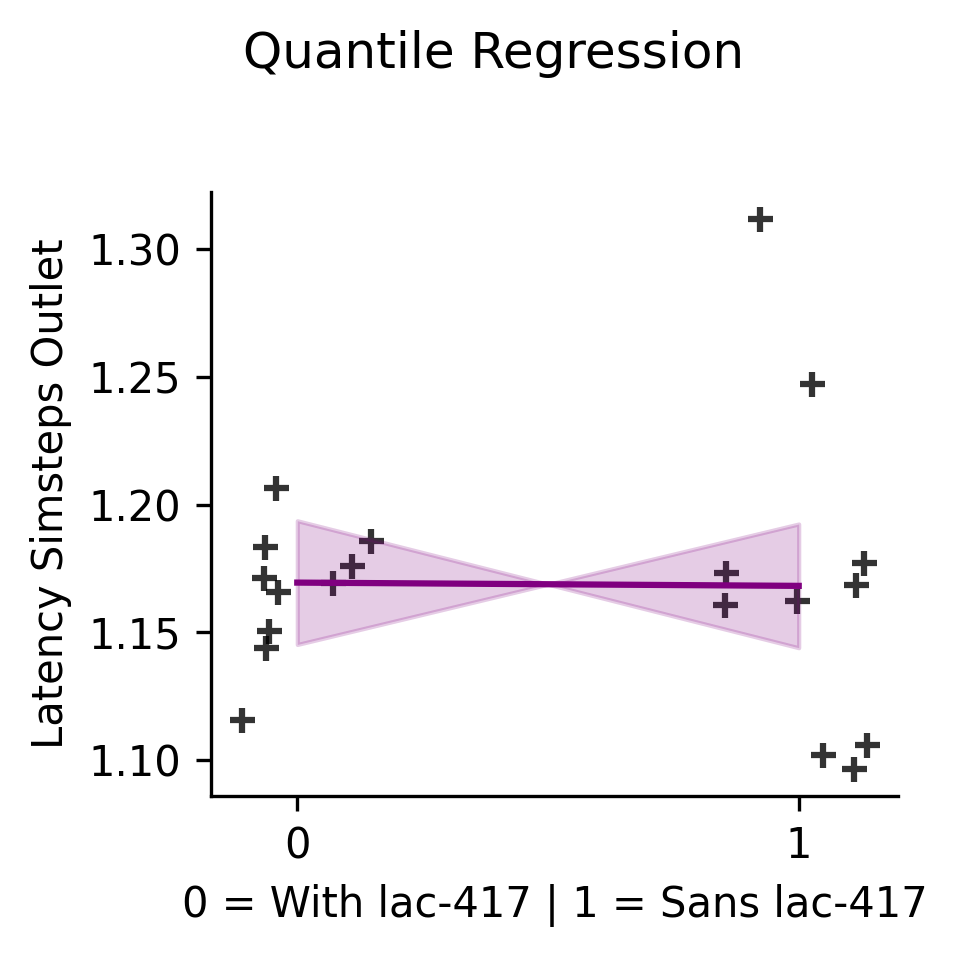 Quantile Regression
Latency Simsteps Outlet
1.30
1.25
1.20
1.15
1.10
0 1
0 = With lac-417 | 1 = Sans lac-417